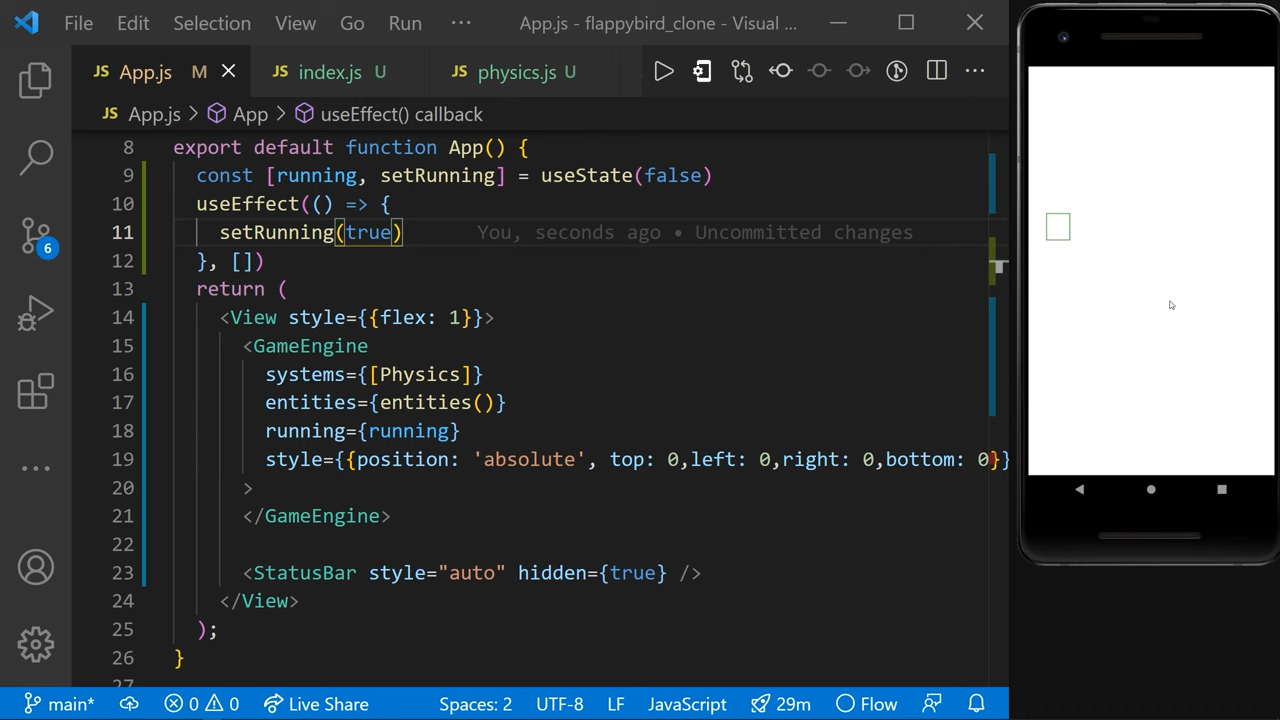 File Edit Selection View Go Run ··· App.js - flappybird_clone - Visual ...
JS App.js M JS index.js U JS physics.js U
JS App.js > App > useEffect() callback
8 export default function App() {
9 const [running, setRunning] = useState(false)
10 useEffect(() => {
11 setRunning(true) You, seconds ago • Uncommitted changes
12 }, [])
13 return (
14 <View style={{flex: 1}}>
15 <GameEngine
16 systems={[Physics]}
17 entities={entities()}
18 running={running}
19 style={{position: 'absolute', top: 0,left: 0,right: 0,bottom: 0}}
20 >
21 </GameEngine>
22
23 <StatusBar style="auto" hidden={true} />
24 </View>
25 );
26 }
6
main* 0 0 Live Share Spaces: 2 UTF-8 LF JavaScript 29m Flow